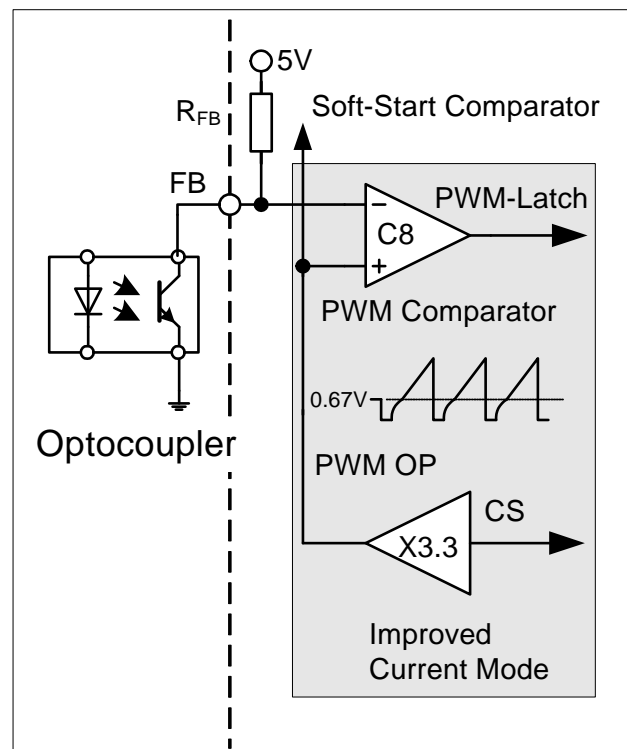 5V
R_FB
Soft-Start Comparator
FB
PWM-Latch
−
C8
+
PWM Comparator
0.67V
Optocoupler
PWM OP
CS
X3.3
Improved
Current Mode